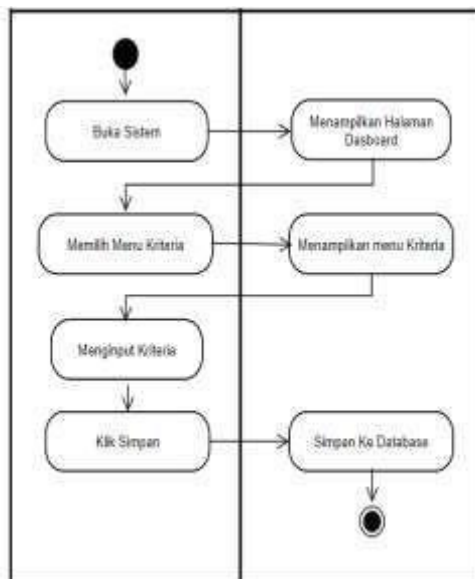 Buka Sistem
Menampilkan Halaman
Dasboard
Memilih Menu Kriteria
Menampilkan menu Kriteria
Menginput Kriteria
Klik Simpan
Simpan Ke Database